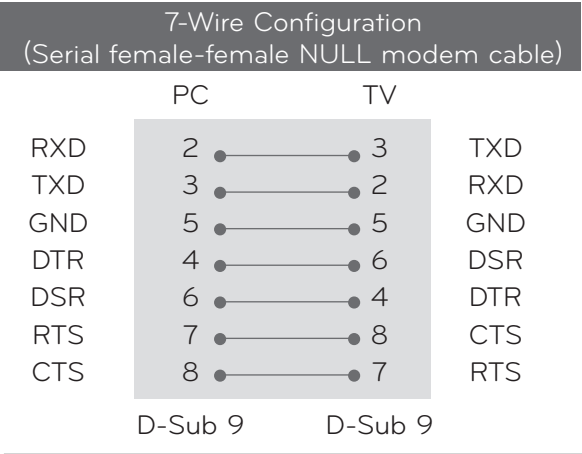 7-Wire Configuration
(Serial female-female NULL modem cable)
PC TV
RXD 2 3 TXD
TXD 3 2 RXD
GND 5 5 GND
DTR 4 6 DSR
DSR 6 4 DTR
RTS 7 8 CTS
CTS 8 7 RTS
D-Sub 9 D-Sub 9